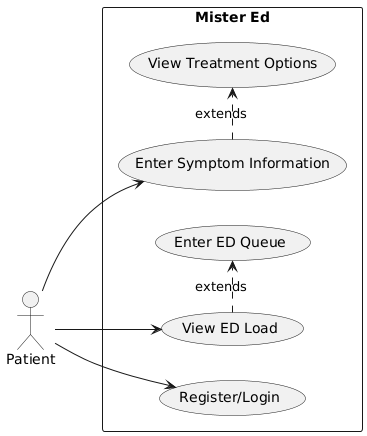 Mister Ed
View Treatment Options
extends
Enter Symptom Information
Enter ED Queue
extends
View ED Load
Patient
Register/Login